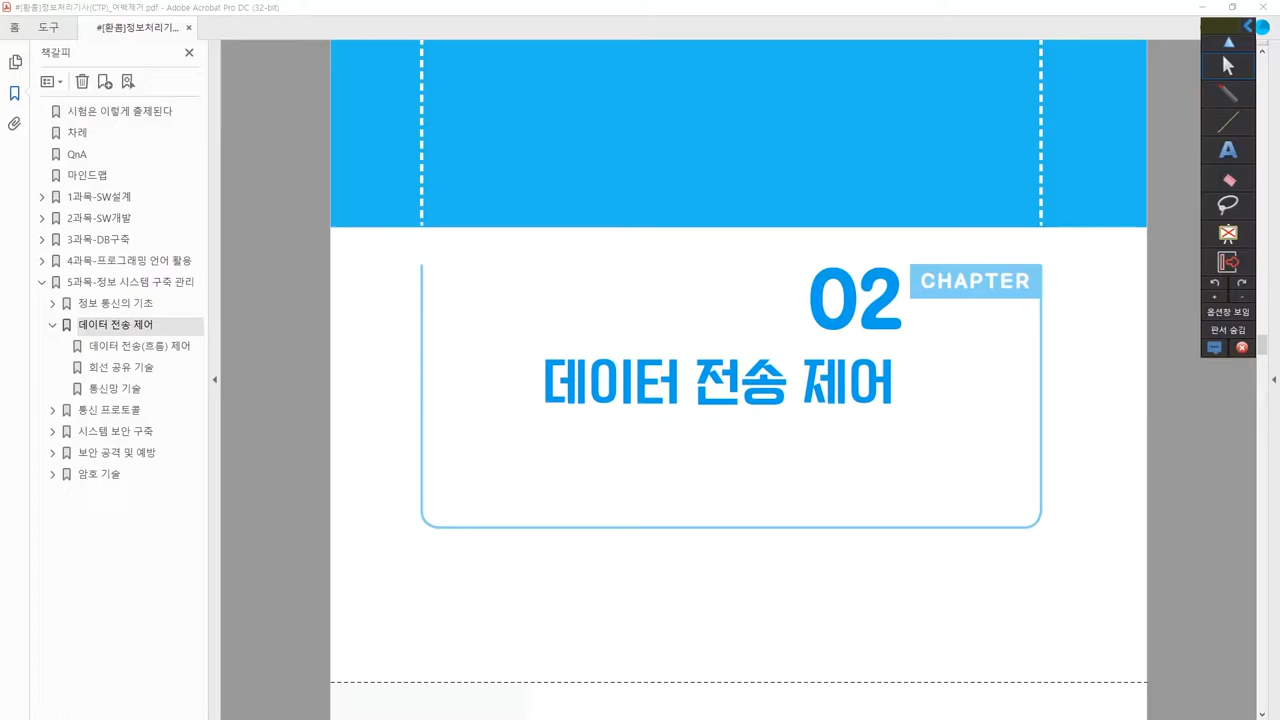 #[환콤]정보처리기사(CTP)_여백제거.pdf - Adobe Acrobat Pro DC (32-bit)
홈
도구
#[환콤]정보처리기...
책갈피
시험은 이렇게 출제된다
차례
QnA
마인드맵
1과목-SW설계
2과목-SW개발
3과목-DB구축
4과목-프로그래밍 언어 활용
5과목-정보 시스템 구축 관리
정보 통신의 기초
데이터 전송 제어
데이터 전송(흐름) 제어
회선 공유 기술
통신망 기술
통신 프로토콜
시스템 보안 구축
보안 공격 및 예방
암호 기술
02 CHAPTER
데이터 전송 제어
A
옵션창 보임
판서 숨김